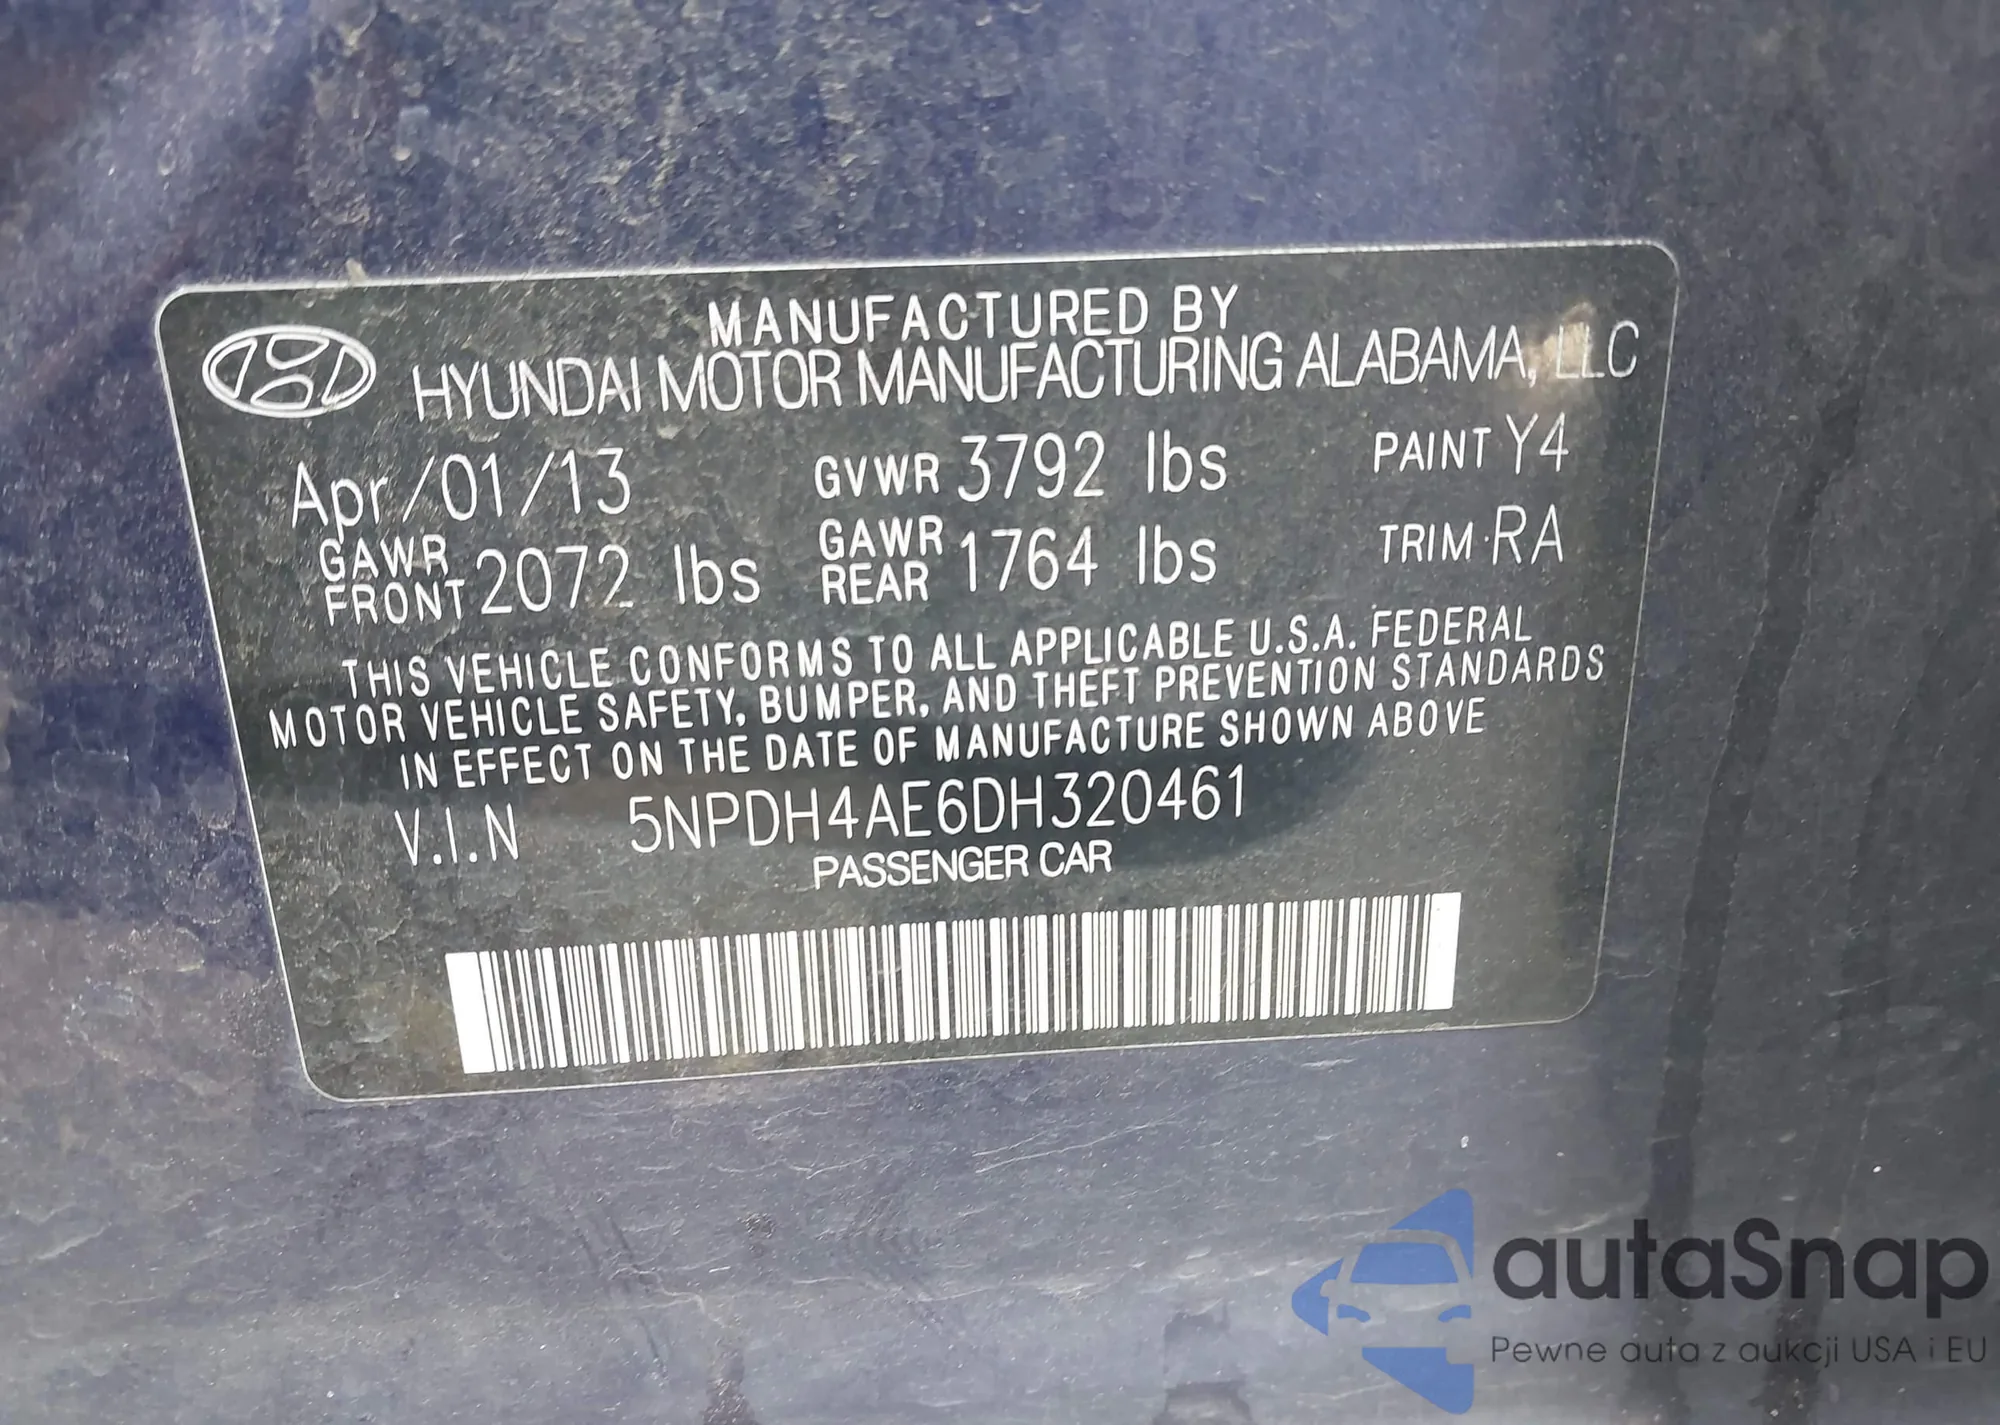 MANUFACTURED BY
HYUNDAI MOTOR MANUFACTURING ALABAMA, LLC
Apr/01/13 GVWR 3792 lbs PAINT Y4
GAWR FRONT 2072 lbs GAWR REAR 1764 lbs TRIM RA
THIS VEHICLE CONFORMS TO ALL APPLICABLE U.S.A. FEDERAL
MOTOR VEHICLE SAFETY, BUMPER, AND THEFT PREVENTION STANDARDS
IN EFFECT ON THE DATE OF MANUFACTURE SHOWN ABOVE
V.I.N 5NPDH4AE6DH320461
PASSENGER CAR
autaSnap
Pewne auta z aukcji USA i EU